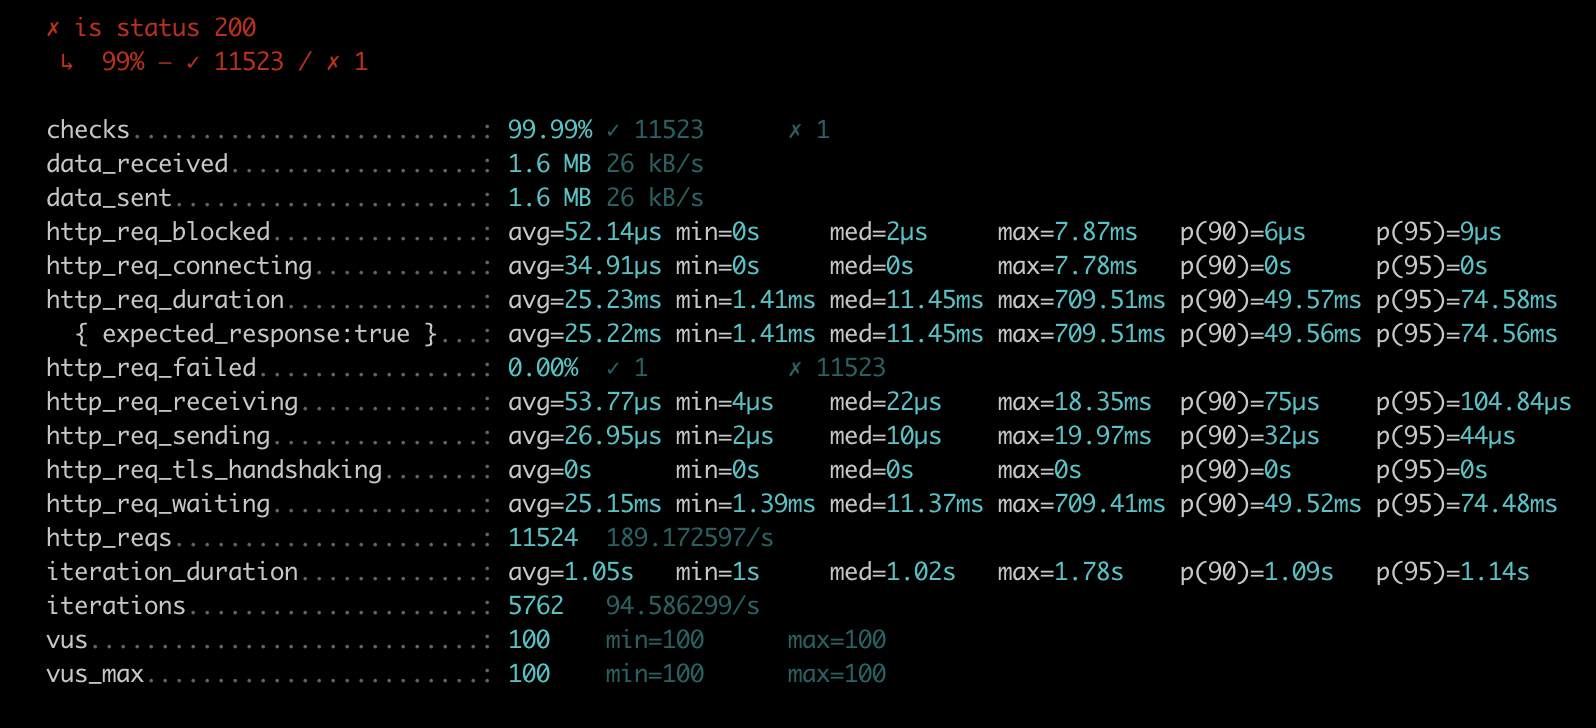 ✗ is status 200
↳  99% — ✓ 11523 / ✗ 1
checks.........................: 99.99% ✓ 11523      ✗ 1
data_received..................: 1.6 MB 26 kB/s
data_sent......................: 1.6 MB 26 kB/s
http_req_blocked...............: avg=52.14µs min=0s     med=2µs     max=7.87ms   p(90)=6µs     p(95)=9µs
http_req_connecting............: avg=34.91µs min=0s     med=0s      max=7.78ms   p(90)=0s      p(95)=0s
http_req_duration..............: avg=25.23ms min=1.41ms med=11.45ms max=709.51ms p(90)=49.57ms p(95)=74.58ms
{ expected_response:true }...: avg=25.22ms min=1.41ms med=11.45ms max=709.51ms p(90)=49.56ms p(95)=74.56ms
http_req_failed................: 0.00%  ✓ 1          ✗ 11523
http_req_receiving.............: avg=53.77µs min=4µs    med=22µs    max=18.35ms  p(90)=75µs    p(95)=104.84µs
http_req_sending...............: avg=26.95µs min=2µs    med=10µs    max=19.97ms  p(90)=32µs    p(95)=44µs
http_req_tls_handshaking.......: avg=0s      min=0s     med=0s      max=0s       p(90)=0s      p(95)=0s
http_req_waiting...............: avg=25.15ms min=1.39ms med=11.37ms max=709.41ms p(90)=49.52ms p(95)=74.48ms
http_reqs......................: 11524  189.172597/s
iteration_duration.............: avg=1.05s   min=1s     med=1.02s   max=1.78s    p(90)=1.09s   p(95)=1.14s
iterations.....................: 5762   94.586299/s
vus............................: 100    min=100      max=100
vus_max........................: 100    min=100      max=100